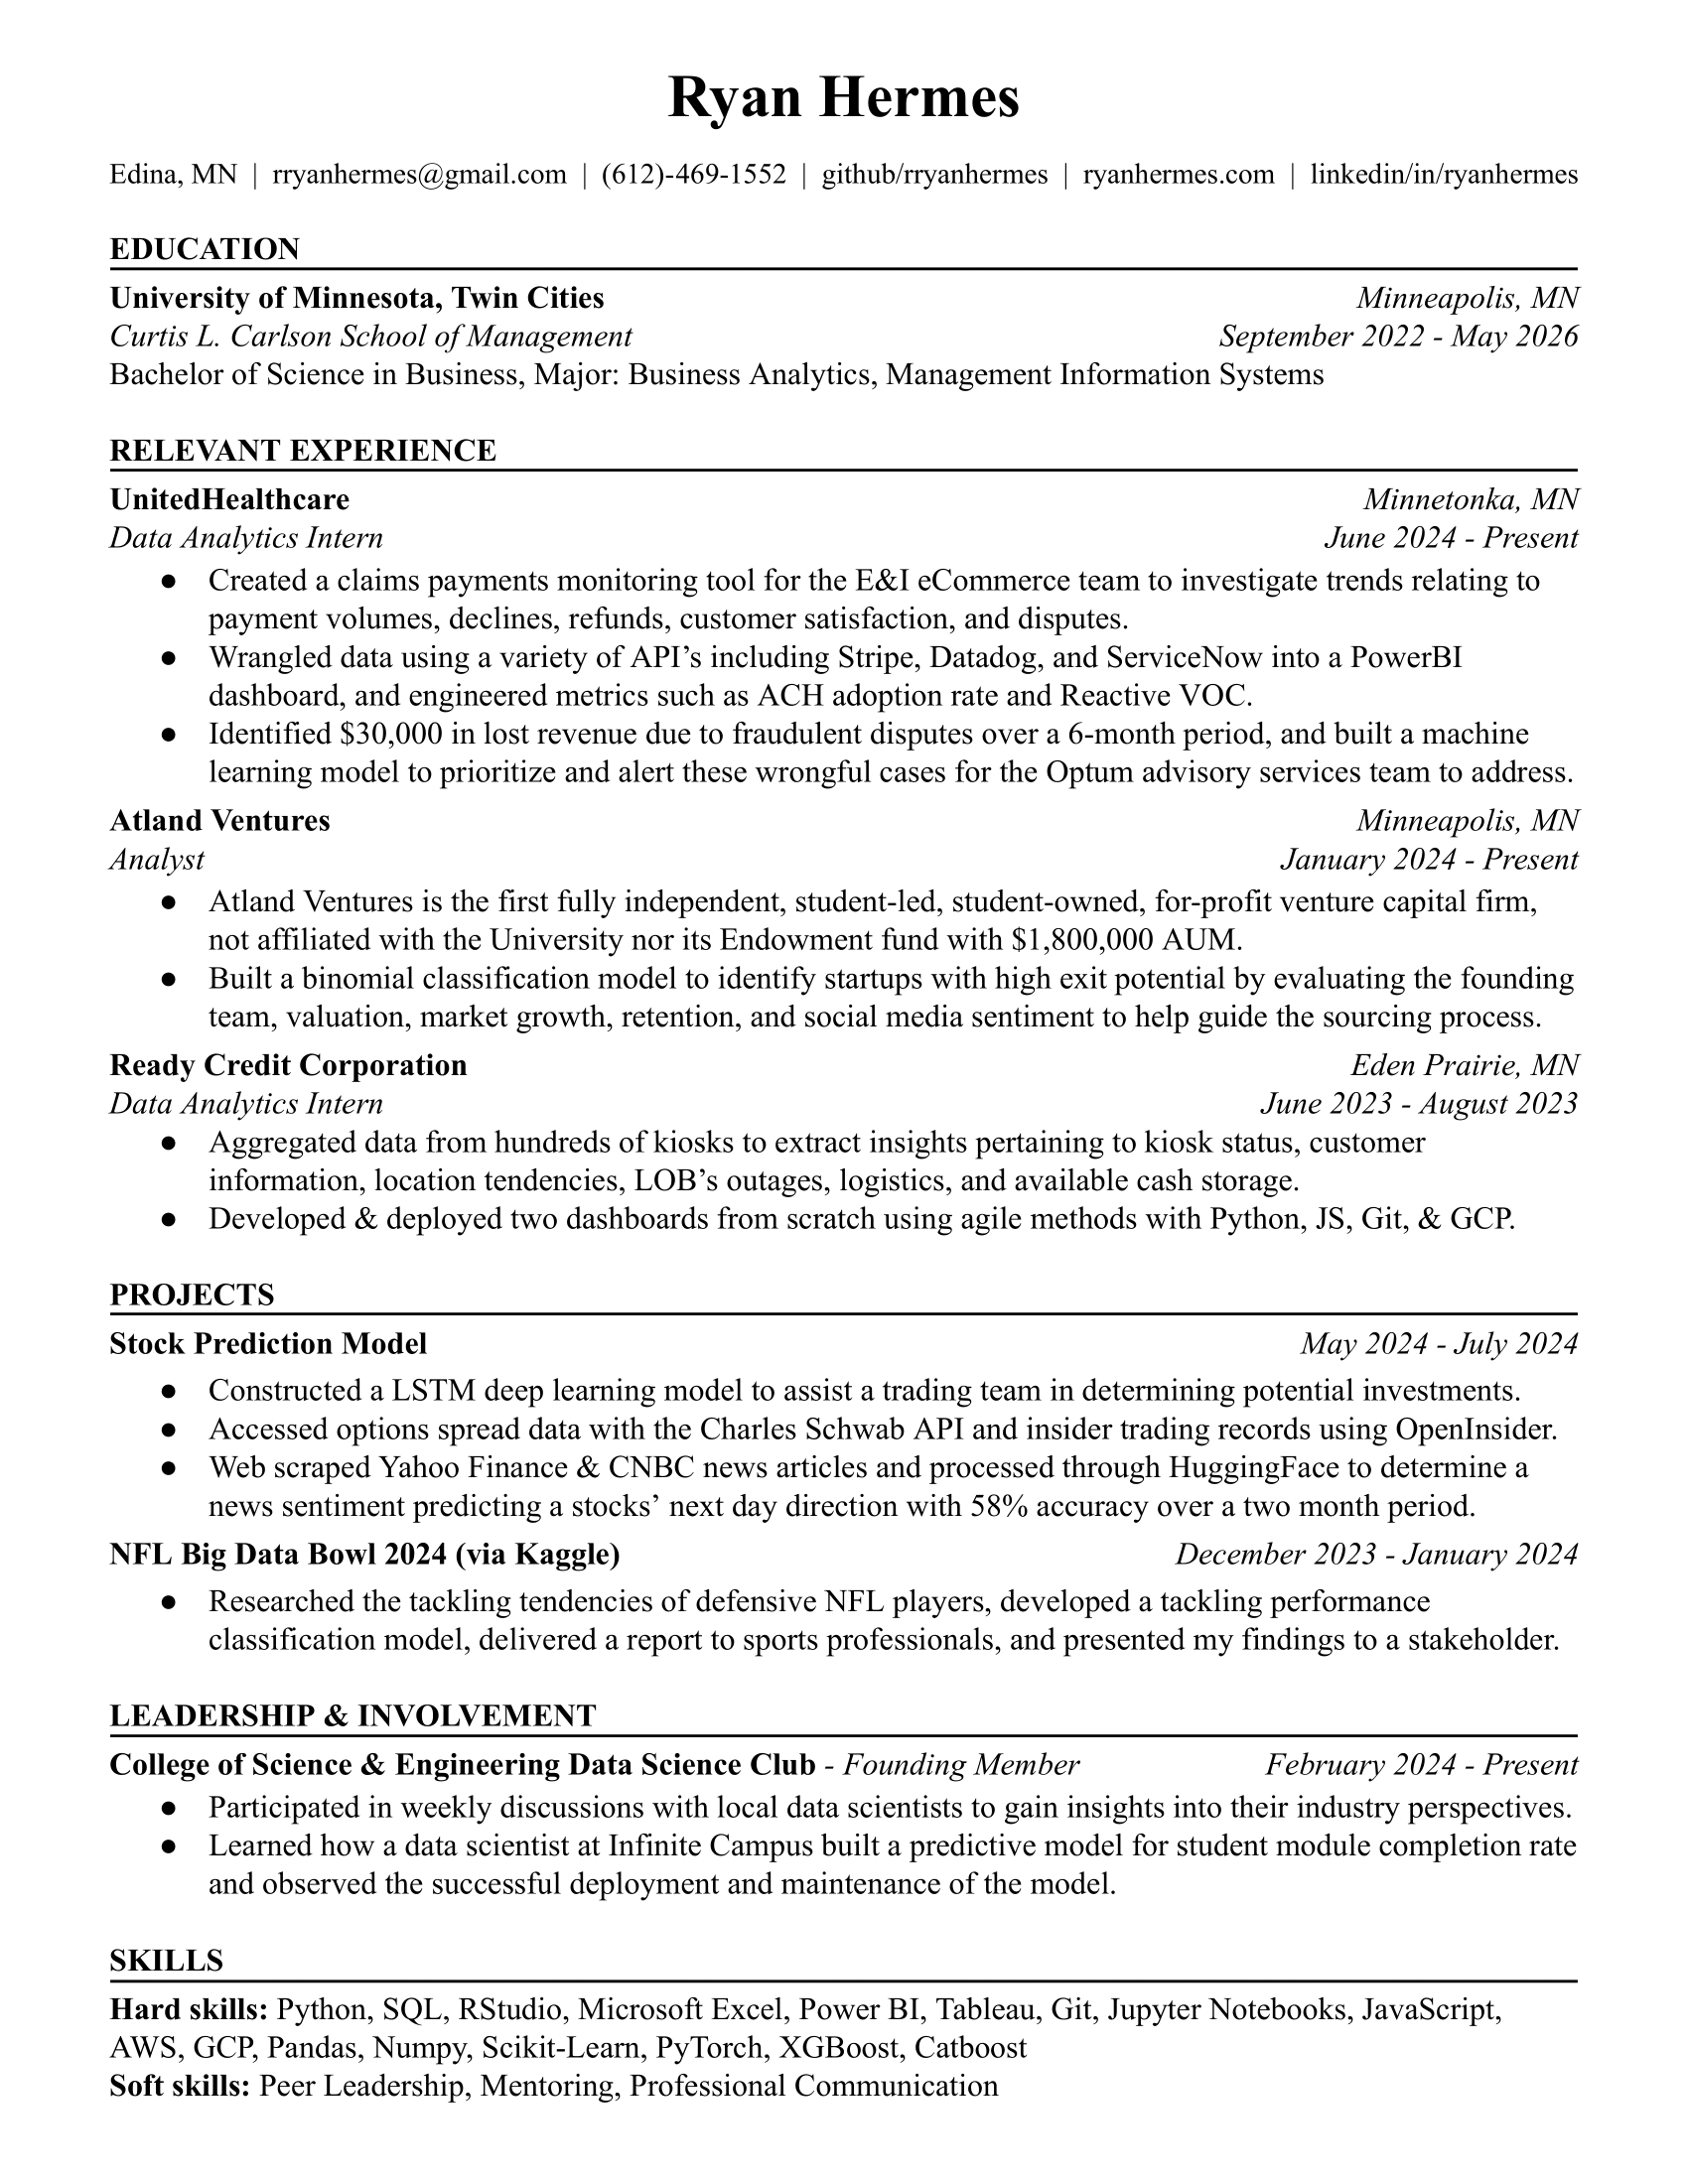 Ryan Hermes
Edina, MN | rryanhermes@gmail.com | (612)-469-1552 | github/rryanhermes | ryanhermes.com | linkedin/in/ryanhermes
EDUCATION
University of Minnesota, Twin Cities Minneapolis, MN
Curtis L. Carlson School of Management September 2022 - May 2026
Bachelor of Science in Business, Major: Business Analytics, Management Information Systems
RELEVANT EXPERIENCE
UnitedHealthcare Minnetonka, MN
Data Analytics Intern June 2024 - Present
● Created a claims payments monitoring tool for the E&I eCommerce team to investigate trends relating to
payment volumes, declines, refunds, customer satisfaction, and disputes.
● Wrangled data using a variety of API’s including Stripe, Datadog, and ServiceNow into a PowerBI
dashboard, and engineered metrics such as ACH adoption rate and Reactive VOC.
● Identified $30,000 in lost revenue due to fraudulent disputes over a 6-month period, and built a machine
learning model to prioritize and alert these wrongful cases for the Optum advisory services team to address.
Atland Ventures Minneapolis, MN
Analyst January 2024 - Present
● Atland Ventures is the first fully independent, student-led, student-owned, for-profit venture capital firm,
not affiliated with the University nor its Endowment fund with $1,800,000 AUM.
● Built a binomial classification model to identify startups with high exit potential by evaluating the founding
team, valuation, market growth, retention, and social media sentiment to help guide the sourcing process.
Ready Credit Corporation Eden Prairie, MN
Data Analytics Intern June 2023 - August 2023
● Aggregated data from hundreds of kiosks to extract insights pertaining to kiosk status, customer
information, location tendencies, LOB’s outages, logistics, and available cash storage.
● Developed & deployed two dashboards from scratch using agile methods with Python, JS, Git, & GCP.
PROJECTS
Stock Prediction Model May 2024 - July 2024
● Constructed a LSTM deep learning model to assist a trading team in determining potential investments.
● Accessed options spread data with the Charles Schwab API and insider trading records using OpenInsider.
● Web scraped Yahoo Finance & CNBC news articles and processed through HuggingFace to determine a
news sentiment predicting a stocks’ next day direction with 58% accuracy over a two month period.
NFL Big Data Bowl 2024 (via Kaggle) December 2023 - January 2024
● Researched the tackling tendencies of defensive NFL players, developed a tackling performance
classification model, delivered a report to sports professionals, and presented my findings to a stakeholder.
LEADERSHIP & INVOLVEMENT
College of Science & Engineering Data Science Club - Founding Member February 2024 - Present
● Participated in weekly discussions with local data scientists to gain insights into their industry perspectives.
● Learned how a data scientist at Infinite Campus built a predictive model for student module completion rate
and observed the successful deployment and maintenance of the model.
SKILLS
Hard skills: Python, SQL, RStudio, Microsoft Excel, Power BI, Tableau, Git, Jupyter Notebooks, JavaScript,
AWS, GCP, Pandas, Numpy, Scikit-Learn, PyTorch, XGBoost, Catboost
Soft skills: Peer Leadership, Mentoring, Professional Communication